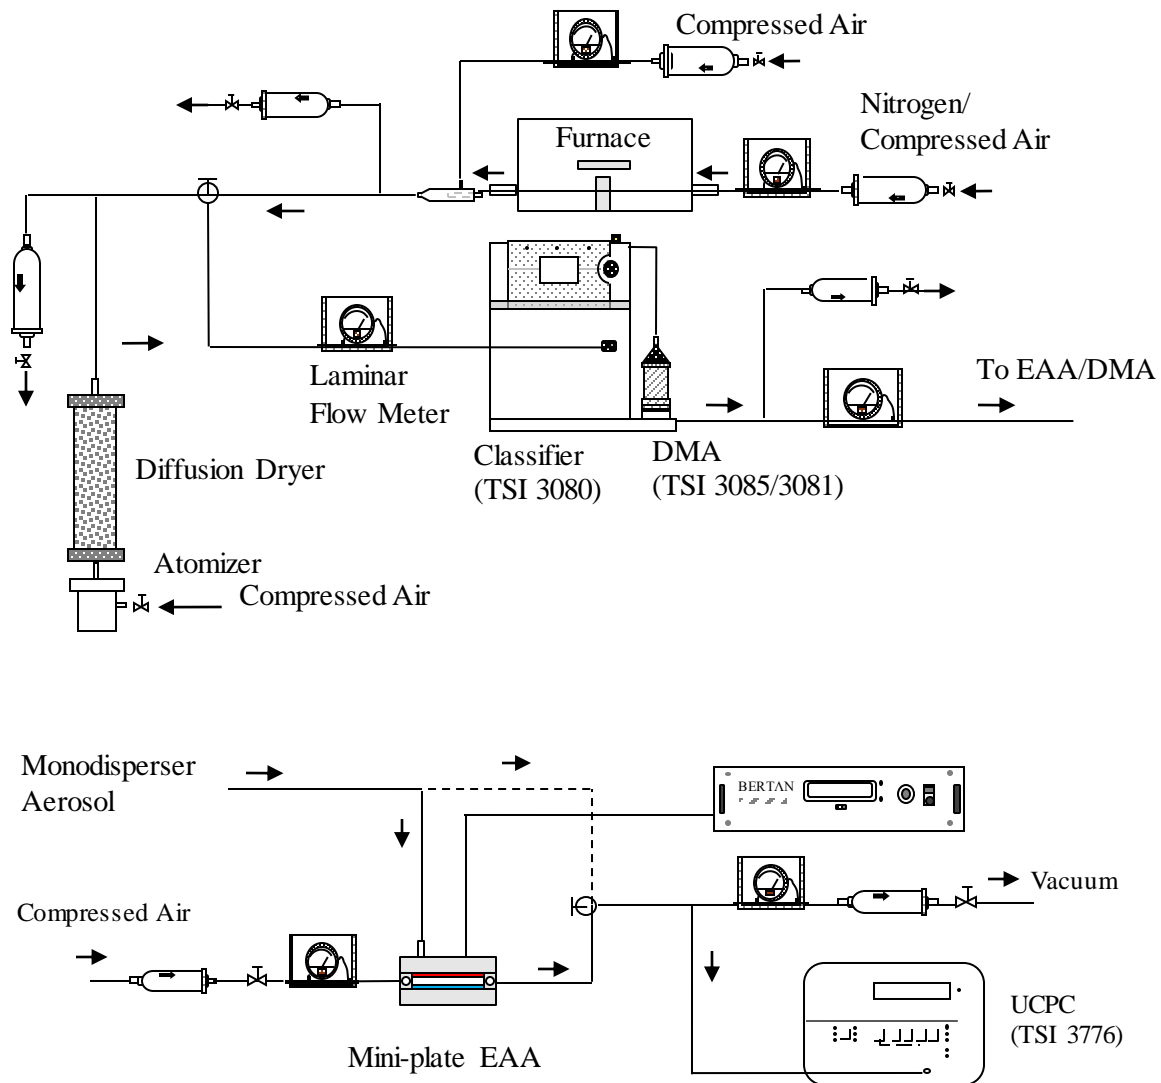 Compressed Air
Nitrogen/
Compressed Air
Furnace
Laminar
Flow Meter
To EAA/DMA
Classifier
(TSI 3080)
DMA
(TSI 3085/3081)
Diffusion Dryer
Atomizer
Compressed Air
Monodisperser
Aerosol
BERTAN
Vacuum
Compressed Air
UCPC
(TSI 3776)
Mini-plate EAA